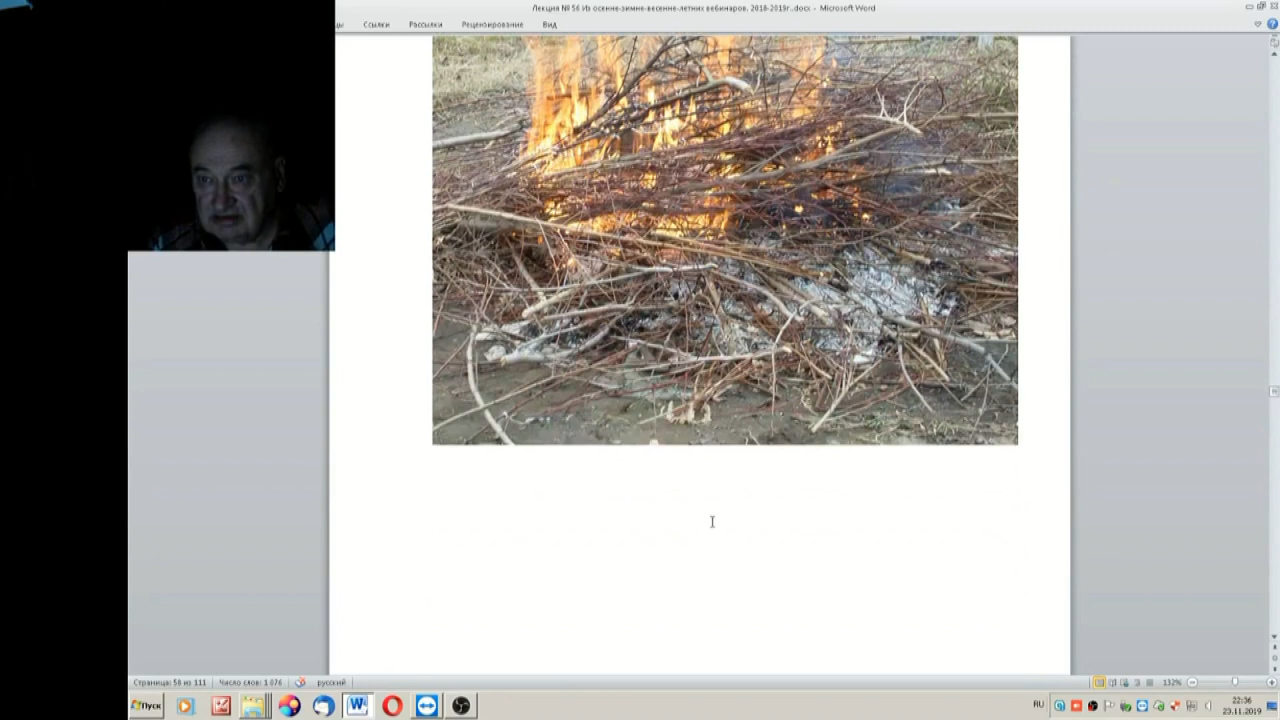 Лекция № 56 Из осенне-зимне-весенне-летних вебинаров. 2018-2019г..docx - Microsoft Word
Ссылки Рассылки Рецензирование Вид
Страница: 58 из 111 Число слов: 1 076 русский 132%
Пуск RU 22:36
23.11.2019